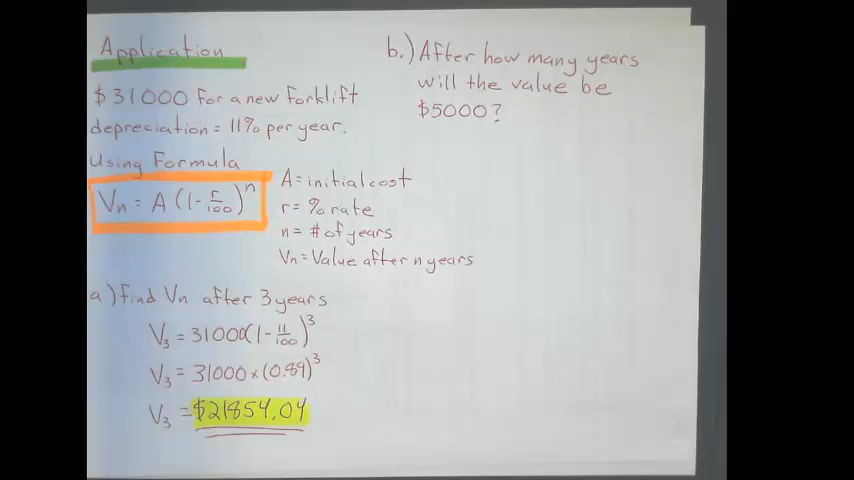 Application
$31000 for a new forklift
depreciation = 11% per year.
Using Formula
Vn = A (1 - r/100)^n
A = initial cost
r = % rate
n = # of years
Vn = Value after n years
a.) find Vn after 3 years
V3 = 31000(1 - 11/100)^3
V3 = 31000 × (0.89)^3
V3 = $21854.04
b.) After how many years
will the value be
$5000?